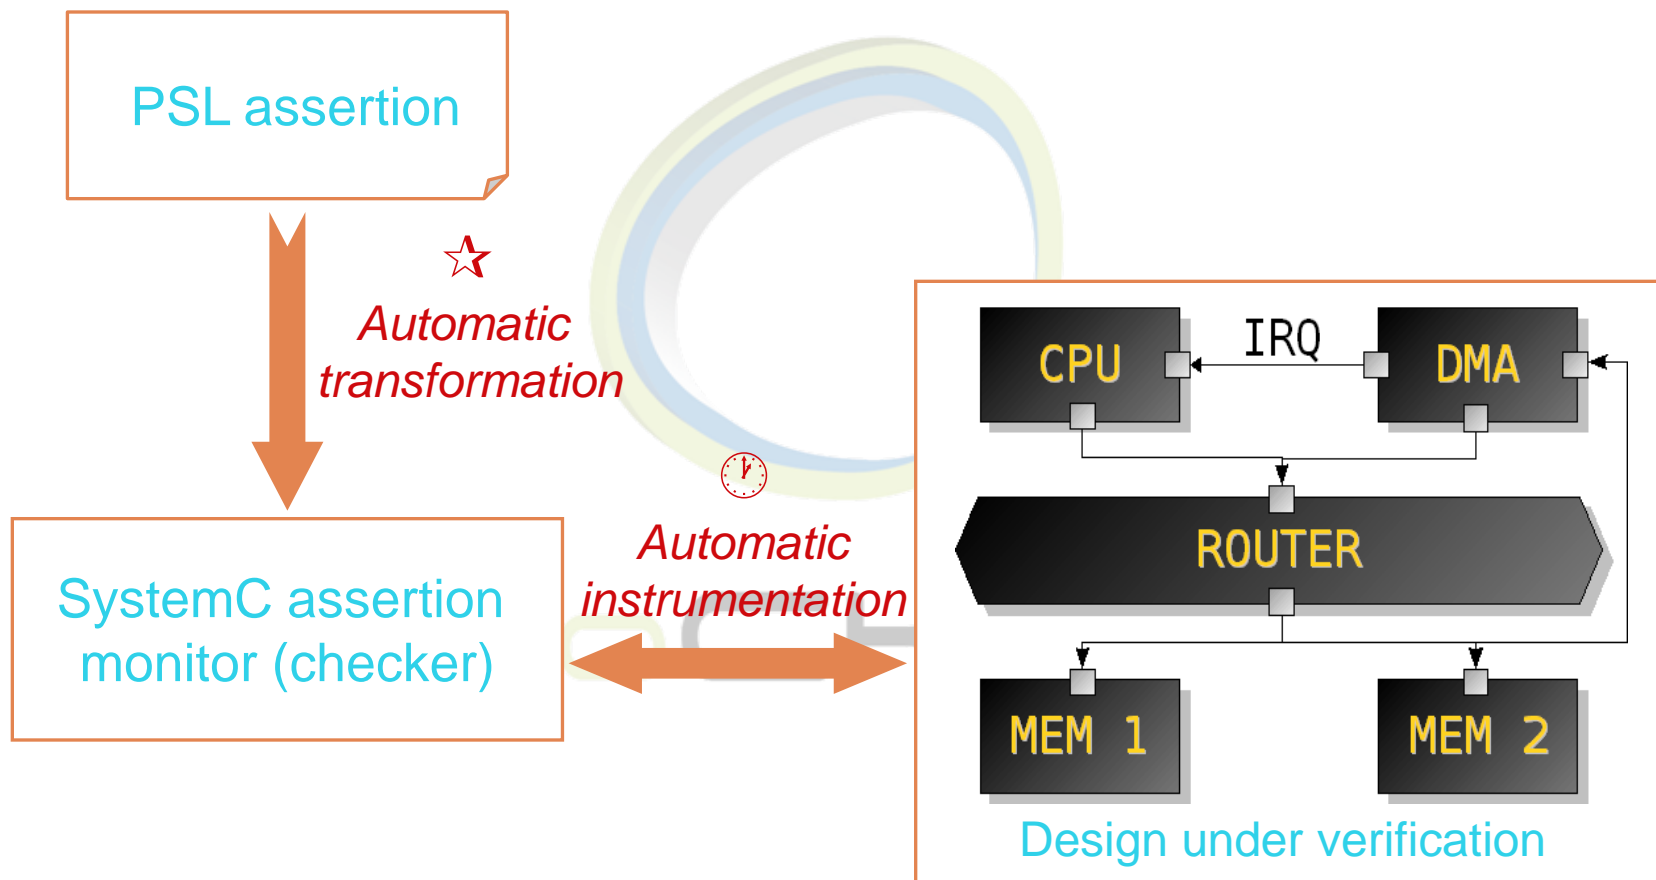 PSL assertion
Automatic
transformation
SystemC assertion
monitor (checker)
Automatic
instrumentation
CPU
IRQ
DMA
ROUTER
MEM 1
MEM 2
Design under verification